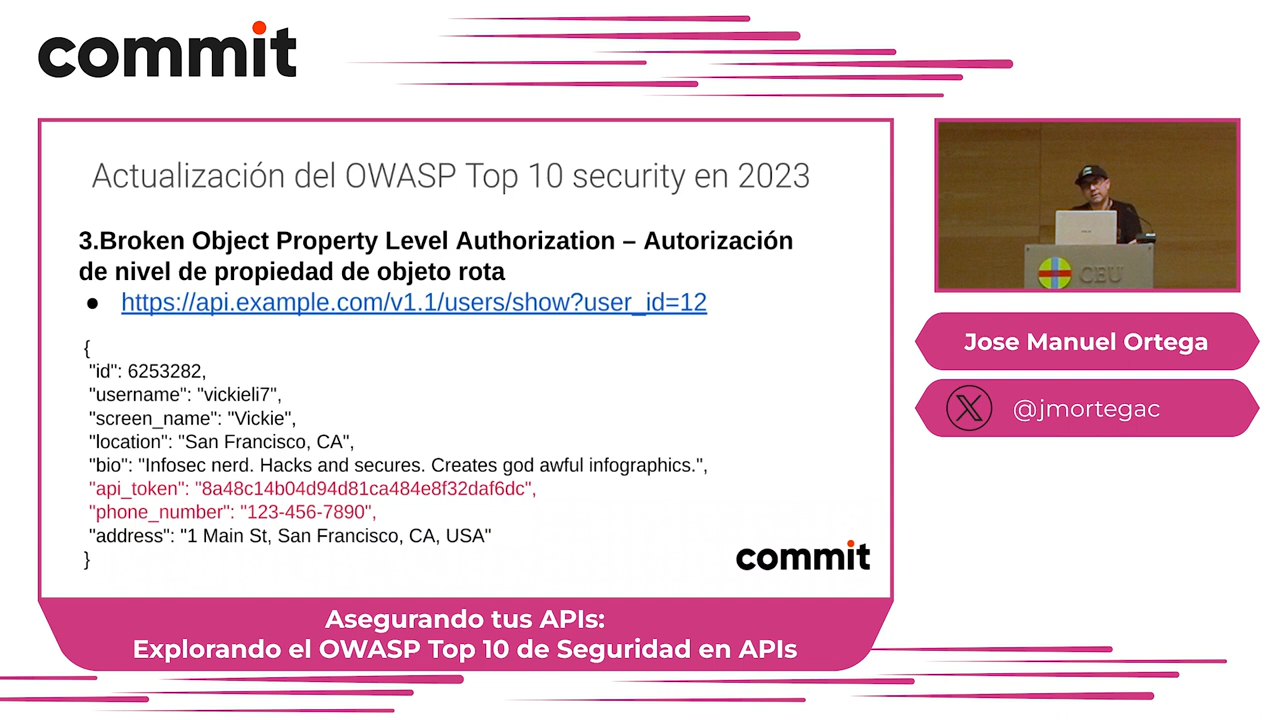 commit
Actualización del OWASP Top 10 security en 2023
3.Broken Object Property Level Authorization – Autorización
de nivel de propiedad de objeto rota
● https://api.example.com/v1.1/users/show?user_id=12
{
"id": 6253282,
"username": "vickieli7",
"screen_name": "Vickie",
"location": "San Francisco, CA",
"bio": "Infosec nerd. Hacks and secures. Creates god awful infographics.",
"api_token": "8a48c14b04d94d81ca484e8f32daf6dc",
"phone_number": "123-456-7890",
"address": "1 Main St, San Francisco, CA, USA"
}
commit
Asegurando tus APIs:
Explorando el OWASP Top 10 de Seguridad en APIs
CEU
Jose Manuel Ortega
@jmortegac